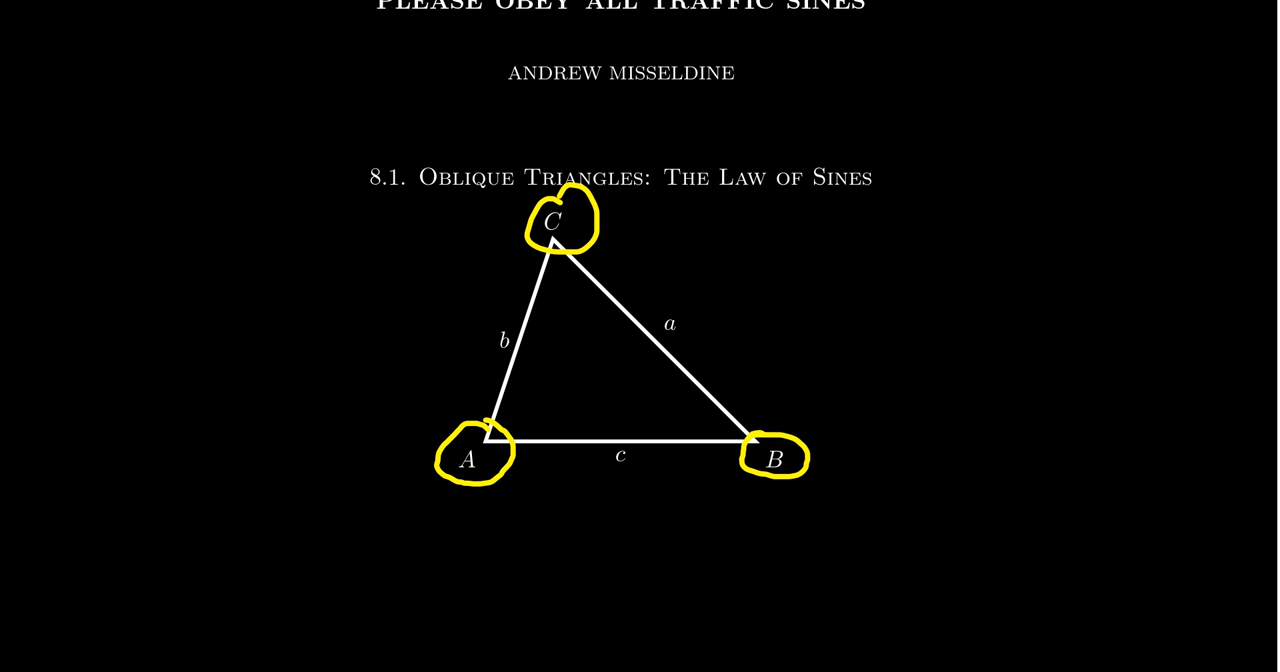 PLEASE OBEY ALL TRAFFIC SINES
ANDREW MISSELDINE
8.1. OBLIQUE TRIANGLES: THE LAW OF SINES
C
b
a
A
c
B